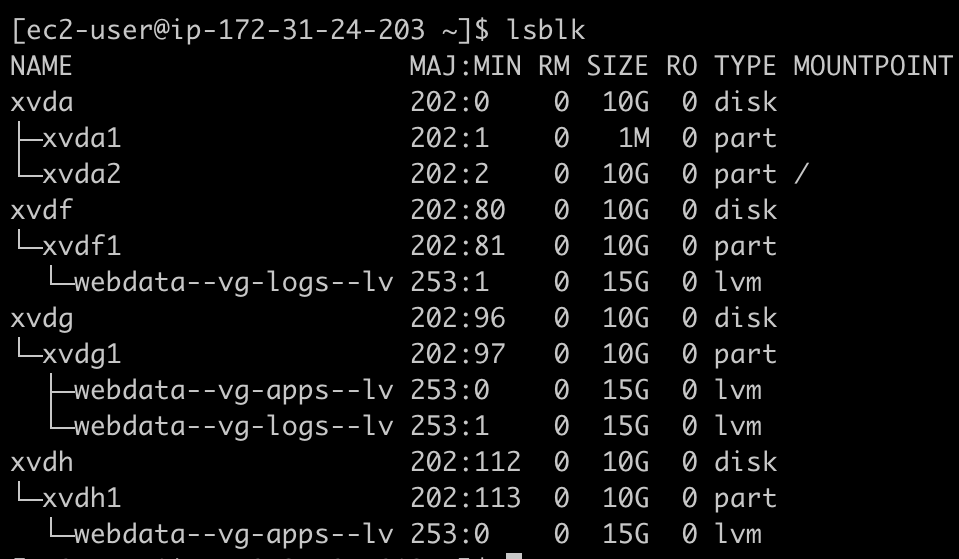 [ec2-user@ip-172-31-24-203 ~]$ lsblk
NAME                     MAJ:MIN RM SIZE RO TYPE MOUNTPOINT
xvda                     202:0    0  10G  0 disk
├─xvda1                  202:1    0   1M  0 part
└─xvda2                  202:2    0  10G  0 part /
xvdf                     202:80   0  10G  0 disk
└─xvdf1                  202:81   0  10G  0 part
  └─webdata--vg-logs--lv 253:1    0  15G  0 lvm
xvdg                     202:96   0  10G  0 disk
└─xvdg1                  202:97   0  10G  0 part
  ├─webdata--vg-apps--lv 253:0    0  15G  0 lvm
  └─webdata--vg-logs--lv 253:1    0  15G  0 lvm
xvdh                     202:112  0  10G  0 disk
└─xvdh1                  202:113  0  10G  0 part
  └─webdata--vg-apps--lv 253:0    0  15G  0 lvm